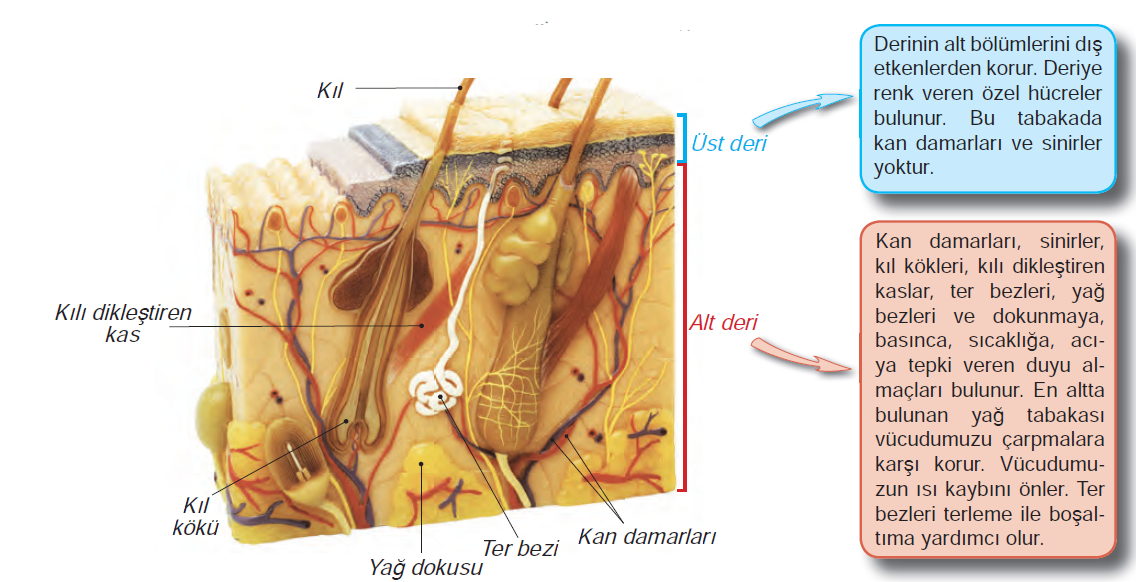 Kıl
Kılı dikleştiren
kas
Kıl
kökü
Yağ dokusu
Ter bezi
Kan damarları
Üst deri
Alt deri
Derinin alt bölümlerini dış
etkenlerden korur. Deriye
renk veren özel hücreler
bulunur. Bu tabakada
kan damarları ve sinirler
yoktur.
Kan damarları, sinirler,
kıl kökleri, kılı dikleştiren
kaslar, ter bezleri, yağ
bezleri ve dokunmaya,
basınca, sıcaklığa, acı-
ya tepki veren duyu al-
maçları bulunur. En altta
bulunan yağ tabakası
vücudumuzu çarpmalara
karşı korur. Vücudumu-
zun ısı kaybını önler. Ter
bezleri terleme ile boşal-
tıma yardımcı olur.